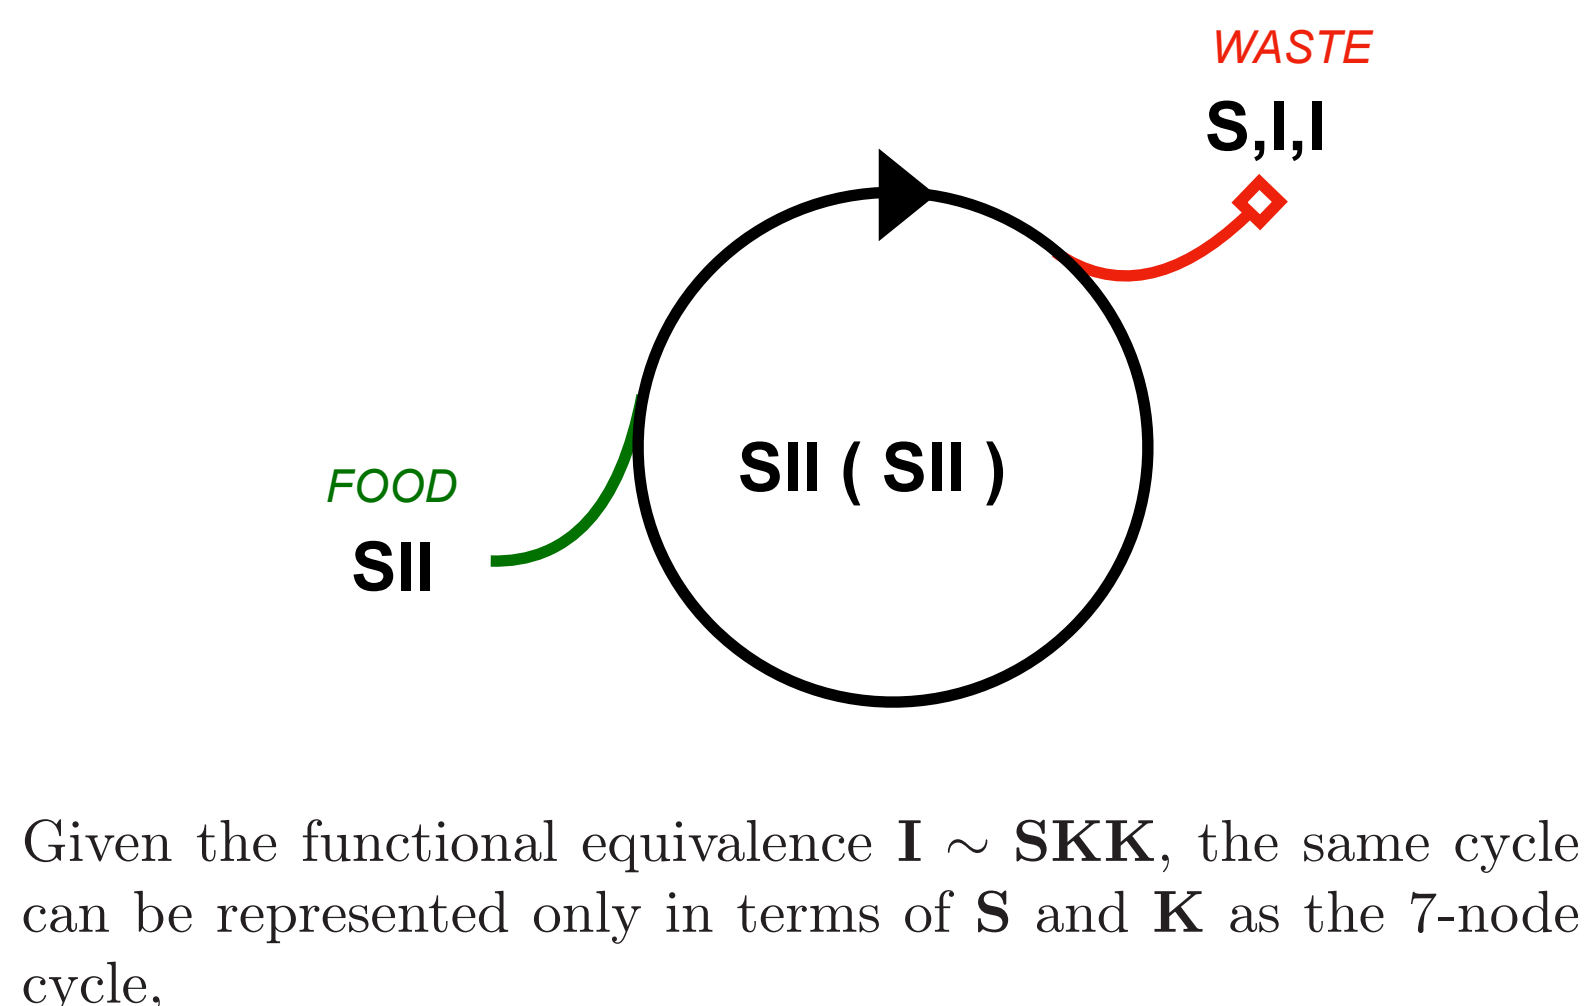 WASTE
S,I,I
SII ( SII )
FOOD
SII
Given the functional equivalence I ∼ SKK, the same cycle
can be represented only in terms of S and K as the 7-node
cycle,